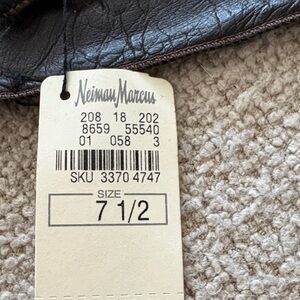 Neiman Marcus
208 18 202
8659 55540
01 058 3
SKU 3370 4747
SIZE
7 1/2